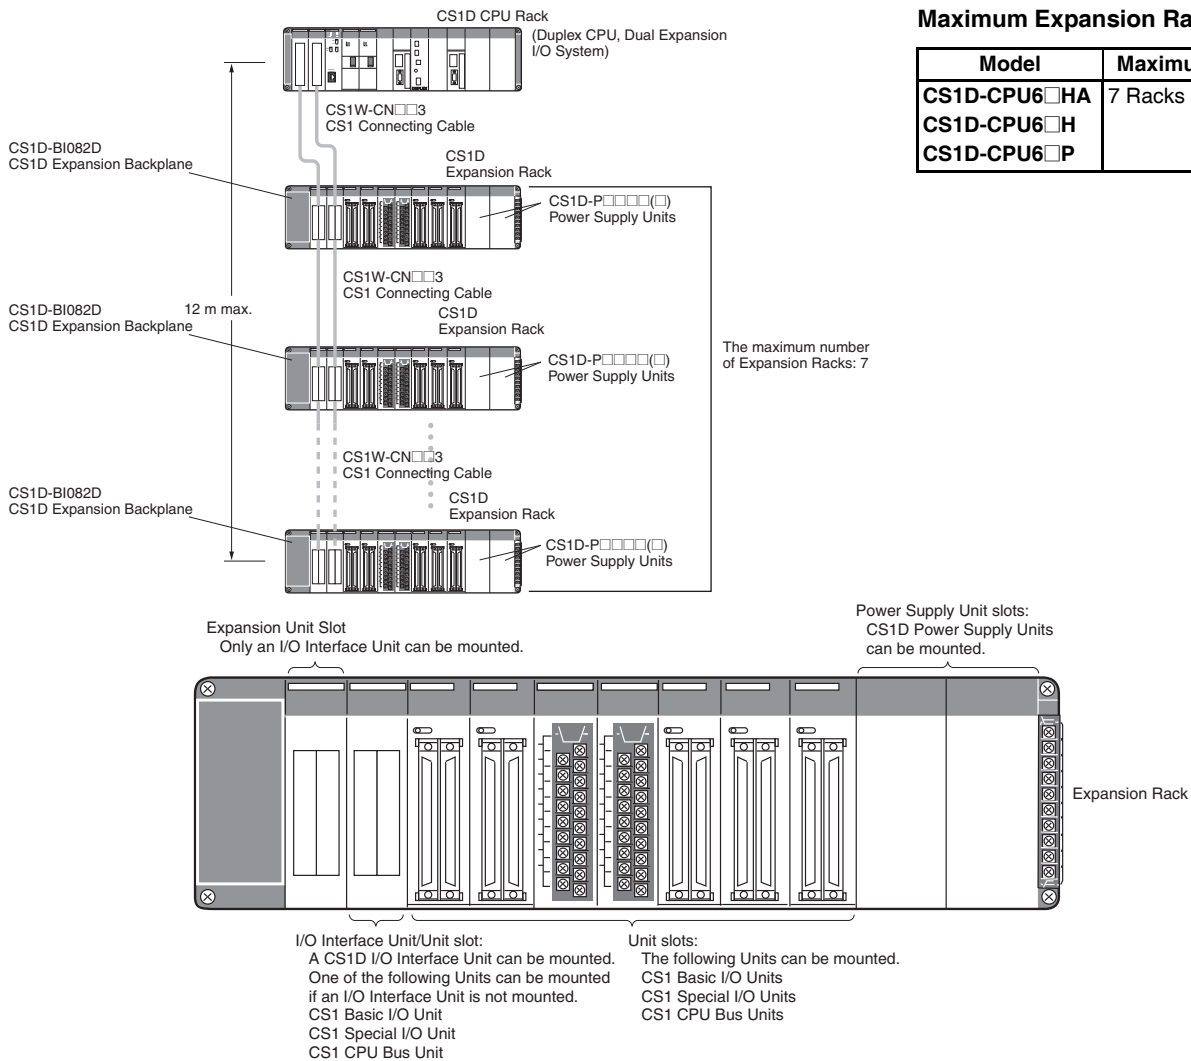 CS1D CPU Rack
(Duplex CPU, Dual Expansion
I/O System)
CS1W-CN□□3
CS1 Connecting Cable
CS1D-BI082D
CS1D Expansion Backplane
CS1D
Expansion Rack
CS1D-P□□□□(□)
Power Supply Units
CS1W-CN□□3
CS1 Connecting Cable
CS1D-BI082D
CS1D Expansion Backplane
12 m max.
CS1D
Expansion Rack
CS1D-P□□□□(□)
Power Supply Units
The maximum number
of Expansion Racks: 7
CS1W-CN□□3
CS1 Connecting Cable
CS1D-BI082D
CS1D Expansion Backplane
CS1D
Expansion Rack
CS1D-P□□□□(□)
Power Supply Units
Maximum Expansion Ra
Model Maximu
CS1D-CPU6□HA 7 Racks
CS1D-CPU6□H
CS1D-CPU6□P
Expansion Unit Slot
Only an I/O Interface Unit can be mounted.
Power Supply Unit slots:
CS1D Power Supply Units
can be mounted.
Expansion Rack
I/O Interface Unit/Unit slot:
A CS1D I/O Interface Unit can be mounted.
One of the following Units can be mounted
if an I/O Interface Unit is not mounted.
CS1 Basic I/O Unit
CS1 Special I/O Unit
CS1 CPU Bus Unit
Unit slots:
The following Units can be mounted.
CS1 Basic I/O Units
CS1 Special I/O Units
CS1 CPU Bus Units